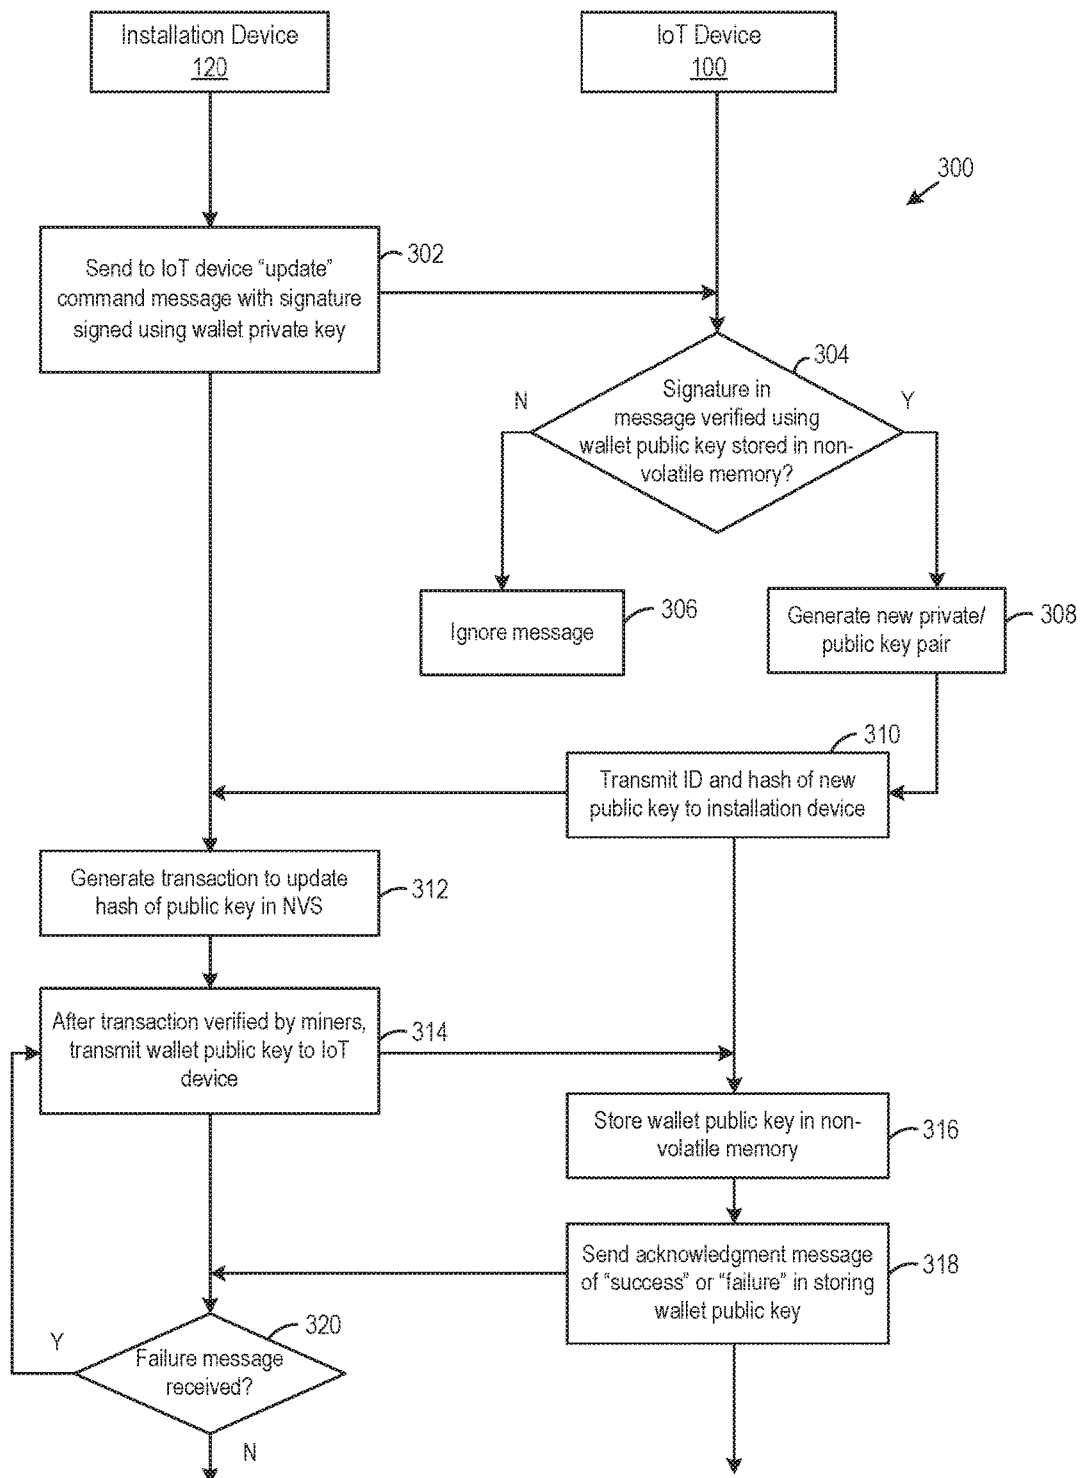 Installation Device
120
IoT Device
100
300
Send to IoT device “update”
command message with signature
signed using wallet private key
302
304
Signature in
message verified using
wallet public key stored in non-
volatile memory?
N
Y
Ignore message
306
Generate new private/
public key pair
308
310
Transmit ID and hash of new
public key to installation device
Generate transaction to update
hash of public key in NVS
312
After transaction verified by miners,
transmit wallet public key to IoT
device
314
Store wallet public key in non-
volatile memory
316
Send acknowledgment message
of “success” or “failure” in storing
wallet public key
318
320
Y
Failure message
received?
N